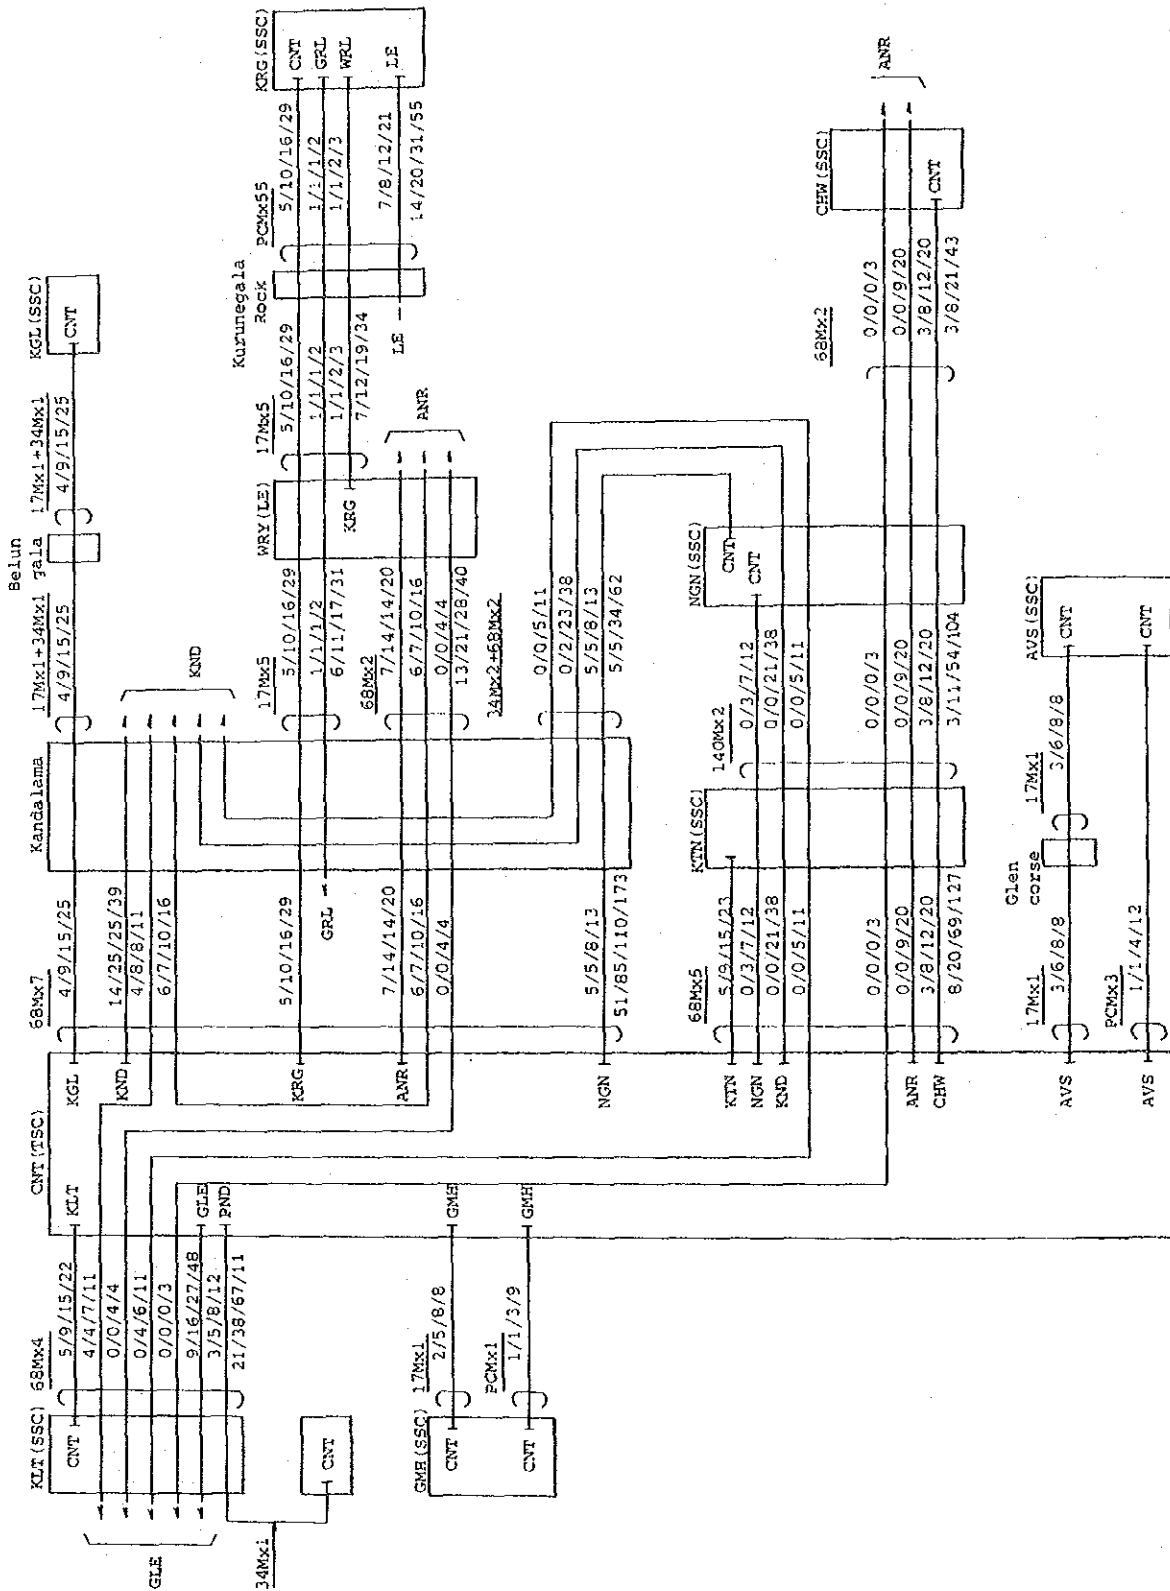 KLT(SSC)
CNT
68Mx4
5/9/15/22
4/4/7/11
0/0/4/4
0/4/6/11
0/0/0/3
9/16/27/48
3/5/8/12
21/38/67/11
GLE
34Mx1
CNT
GMH(SSC)
CNT
17Mx1
2/5/8/8
GMH
CNT
PCMx1
1/1/3/9
GMH
CNT(TSC)
KLT
GLE
PND
KGL
KND
KRG
ANR
NGN
KTN
NGN
KND
ANR
CHW
AVS
AVS
68Mx7
4/9/15/25
14/25/25/39
4/8/8/11
6/7/10/16
5/10/16/29
GRL
7/14/14/20
6/7/10/16
0/0/4/4
5/5/8/13
51/85/110/173
Kandalama
17Mx1+34Mx1
4/9/15/25
Belun
gala
17Mx1+34Mx1
4/9/15/25
KGL(SSC)
CNT
KND
17Mx5
5/10/16/29
1/1/1/2
6/11/17/31
68Mx2
7/14/14/20
6/7/10/16
0/0/4/4
13/21/28/40
34Mx2+68Mx2
0/0/5/11
0/2/23/38
5/5/8/13
5/5/34/62
WRY(LE)
KRG
17Mx5
5/10/16/29
1/1/1/2
1/1/2/3
7/12/19/34
ANR
Kurunegala
Rock
LE
PCMx55
5/10/16/29
1/1/1/2
1/1/2/3
7/8/12/21
14/20/31/55
KRG(SSC)
CNT
GRL
WRL
LE
68Mx5
5/9/15/23
0/3/7/12
0/0/21/38
0/0/5/11
0/0/0/3
0/0/9/20
3/8/12/20
8/20/69/127
KTN(SSC)
140Mx2
0/3/7/12
0/0/21/38
0/0/5/11
0/0/0/3
0/0/9/20
3/8/12/20
3/11/54/104
NGN(SSC)
CNT
CNT
68Mx2
0/0/0/3
0/0/9/20
3/8/12/20
3/8/21/43
CHW(SSC)
CNT
ANR
17Mx1
3/6/8/8
Glen
corse
17Mx1
3/6/8/8
PCMx3
1/1/4/12
AVS(SSC)
CNT
CNT